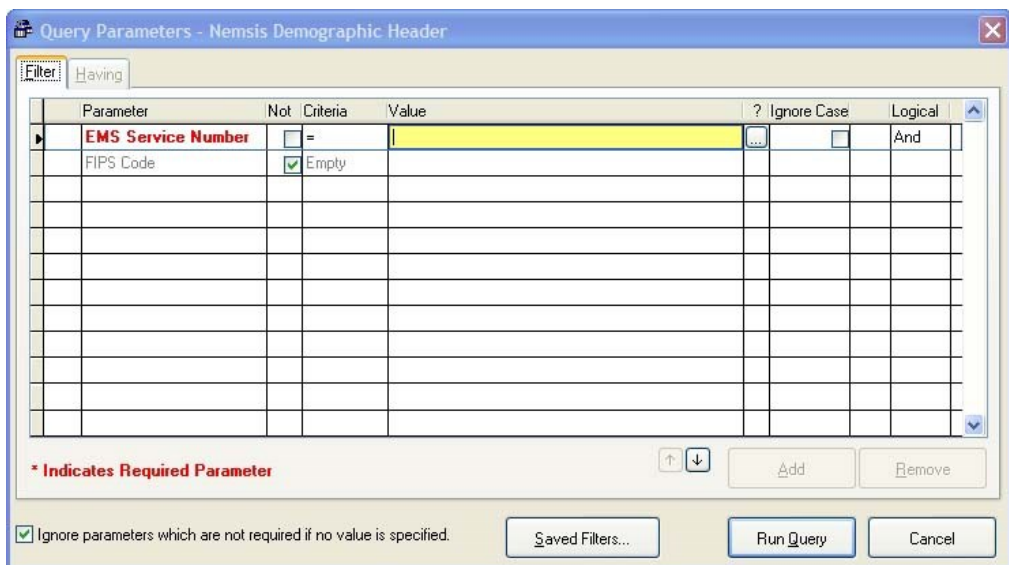 Query Parameters - Nemsis Demographic Header
Filter Having
Parameter Not Criteria Value ? Ignore Case Logical
EMS Service Number = ... And
FIPS Code Empty
* Indicates Required Parameter
Add Remove
Ignore parameters which are not required if no value is specified. Saved Filters... Run Query Cancel